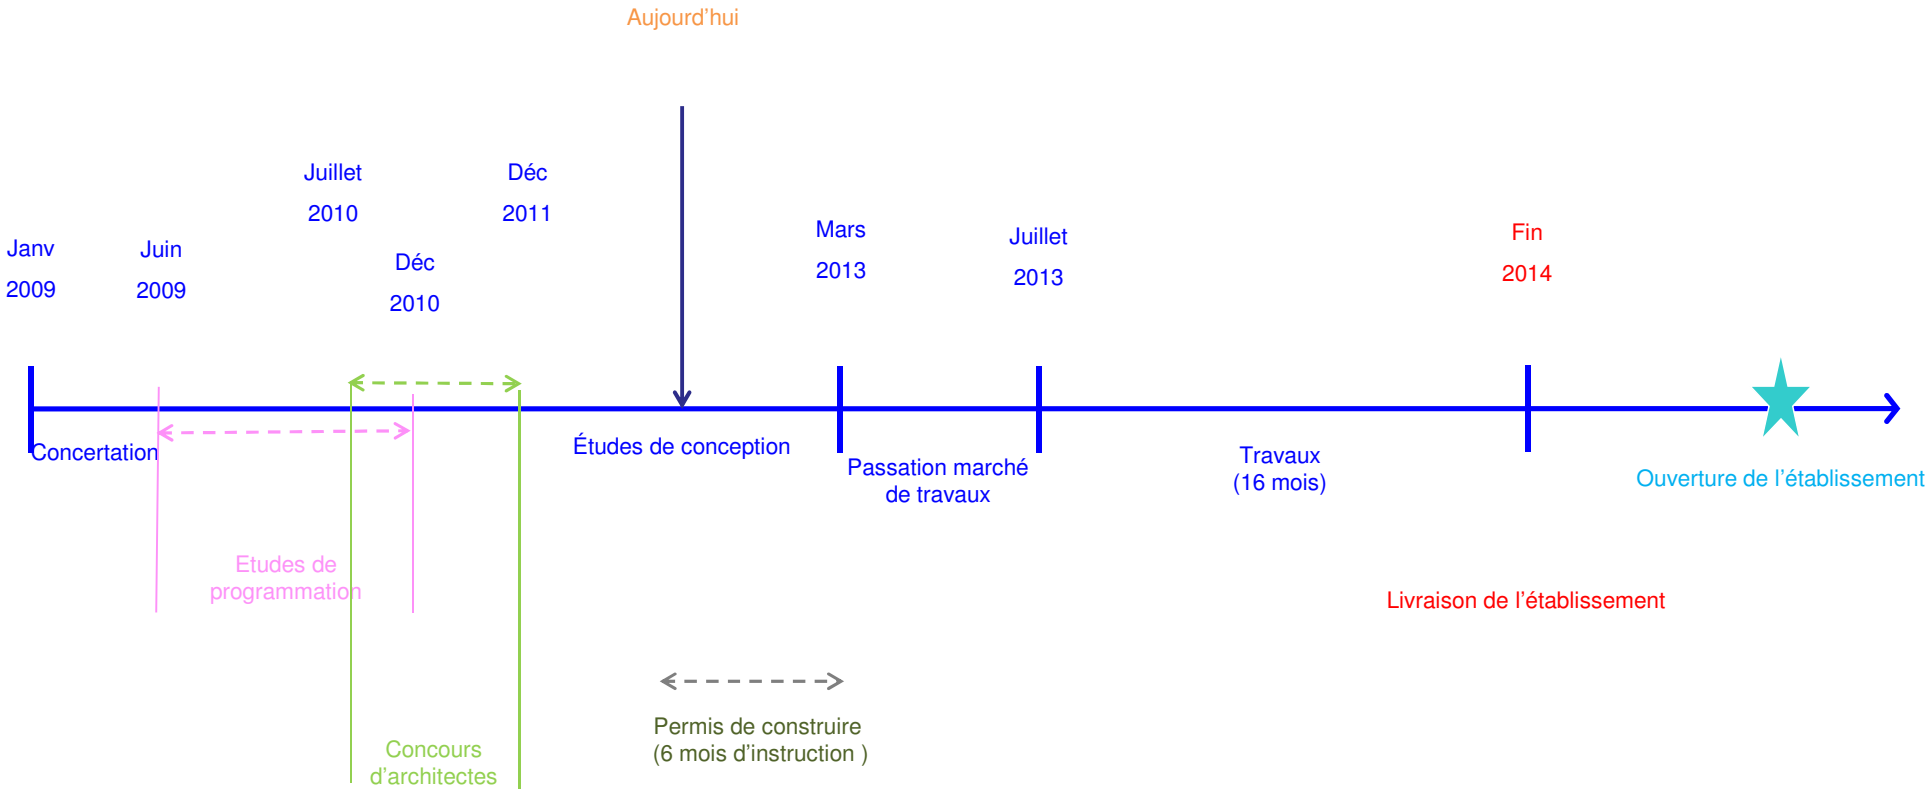 Aujourd’hui
Juillet
2010
Déc
2011
Janv
2009
Juin
2009
Déc
2010
Mars
2013
Juillet
2013
Fin
2014
Concertation
Études de conception
Passation marché
de travaux
Travaux
(16 mois)
Ouverture de l’établissement
Etudes de
programmation
Livraison de l’établissement
Concours
d’architectes
Permis de construire
(6 mois d’instruction )